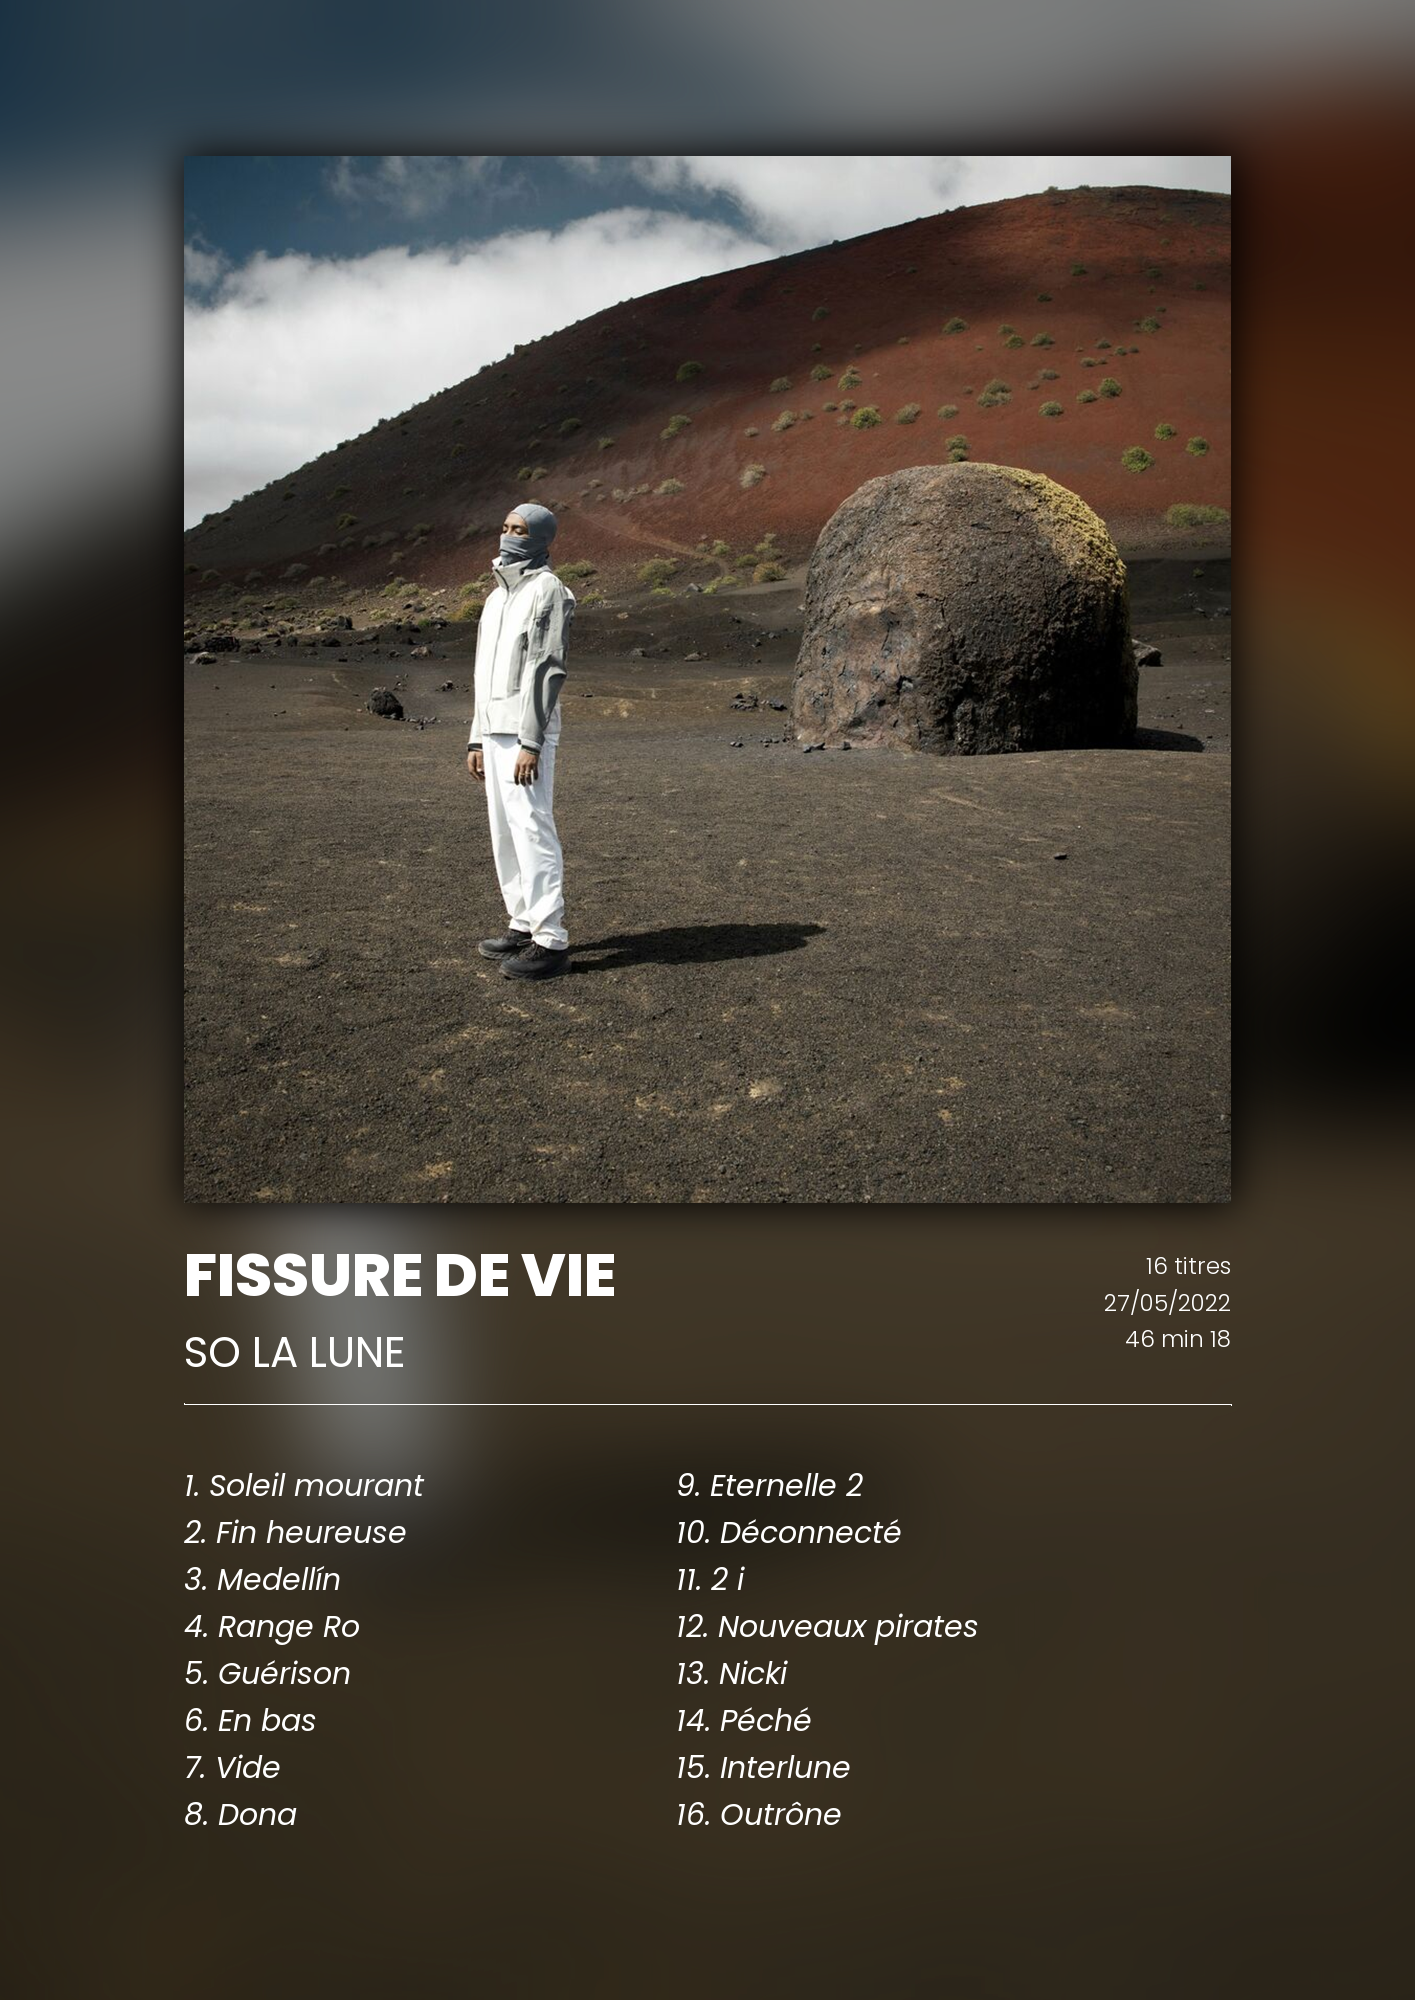 FISSURE DE VIE
SO LA LUNE
16 titres
27/05/2022
46 min 18
1. Soleil mourant
2. Fin heureuse
3. Medellín
4. Range Ro
5. Guérison
6. En bas
7. Vide
8. Dona
9. Eternelle 2
10. Déconnecté
11. 2 i
12. Nouveaux pirates
13. Nicki
14. Péché
15. Interlune
16. Outrône